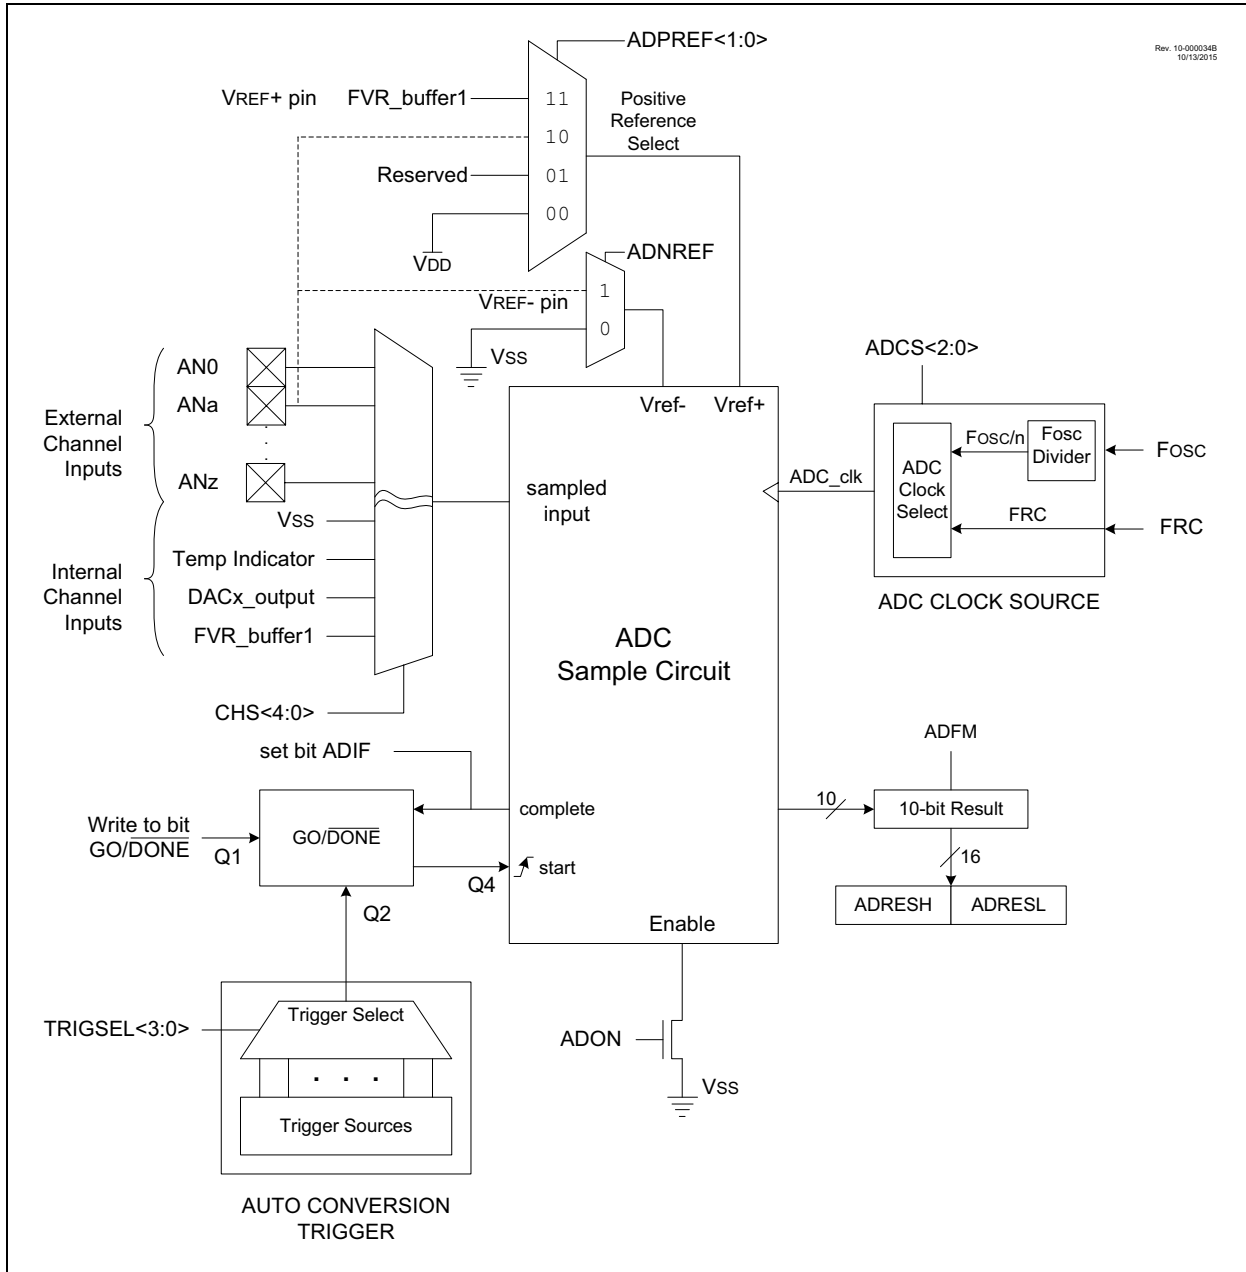 Rev. 10-000034B
10/13/2015
ADPREF<1:0>
VREF+ pin
FVR_buffer1
11
10
Reserved
01
00
VDD
Positive
Reference
Select
ADNREF
VREF- pin
1
0
VSS
External
Channel
Inputs
AN0
ANa
.
.
.
ANz
Internal
Channel
Inputs
VSS
Temp Indicator
DACx_output
FVR_buffer1
CHS<4:0>
Vref-
Vref+
sampled
input
ADC
Sample Circuit
complete
start
Enable
ADC_clk
ADCS<2:0>
ADC
Clock
Select
FOSC/n
Fosc
Divider
FRC
FOSC
FRC
ADC CLOCK SOURCE
set bit ADIF
Write to bit
GO/DONE
Q1
GO/DONE
Q4
Q2
ADFM
10
10-bit Result
16
ADRESH
ADRESL
ADON
VSS
TRIGSEL<3:0>
Trigger Select
. . .
Trigger Sources
AUTO CONVERSION
TRIGGER